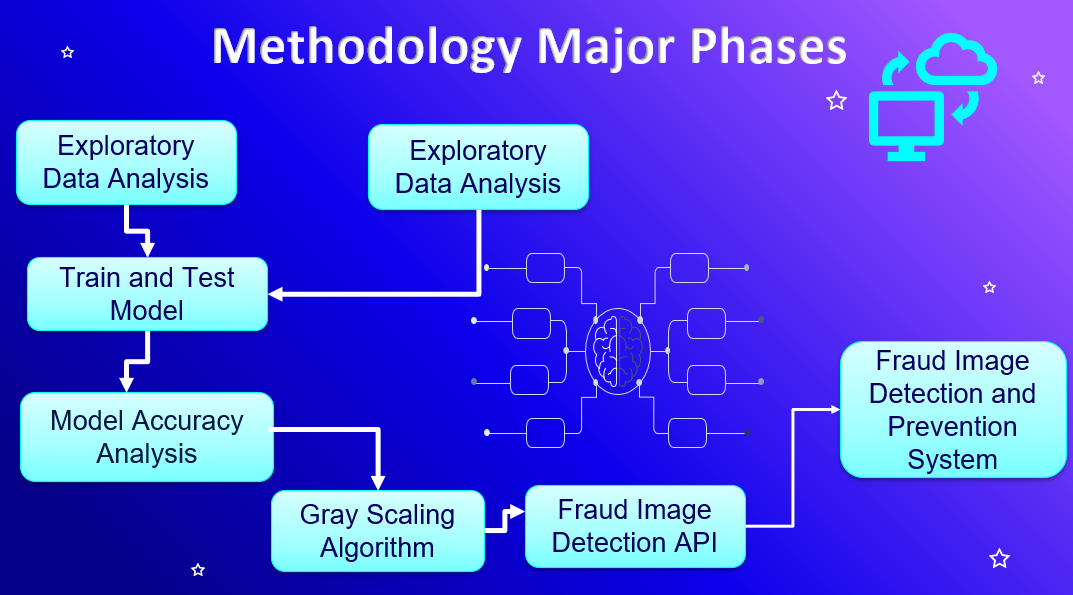 Methodology Major Phases
Exploratory
Data Analysis
Exploratory
Data Analysis
Train and Test
Model
Model Accuracy
Analysis
Gray Scaling
Algorithm
Fraud Image
Detection API
Fraud Image
Detection and
Prevention
System